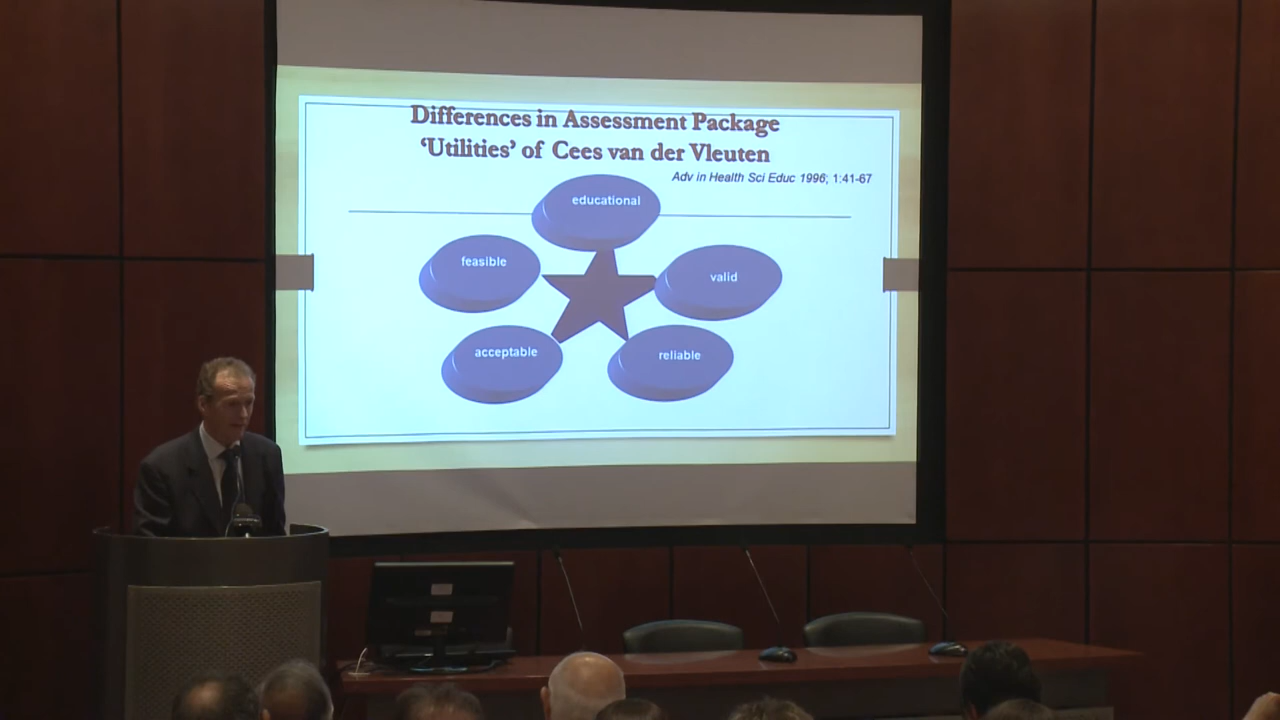 Differences in Assessment Package
‘Utilities’ of Cees van der Vleuten
Adv in Health Sci Educ 1996; 1:41-67
educational
feasible
valid
acceptable
reliable